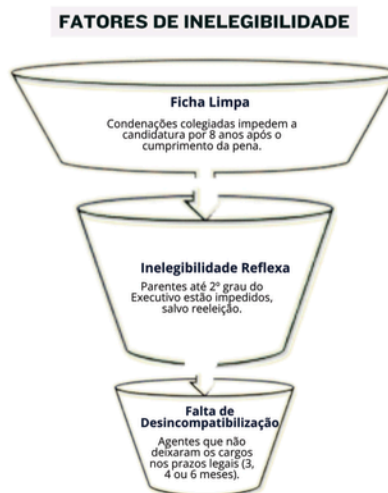 FATORES DE INELEGIBILIDADE
Ficha Limpa
Condenações colegiadas impedem a
candidatura por 8 anos após o
cumprimento da pena.
Inelegibilidade Reflexa
Parentes até 2º grau do
Executivo estão impedidos,
salvo reeleição.
Falta de
Desincompatibilização
Agentes que não
deixaram os cargos
nos prazos legais (3,
4 ou 6 meses).